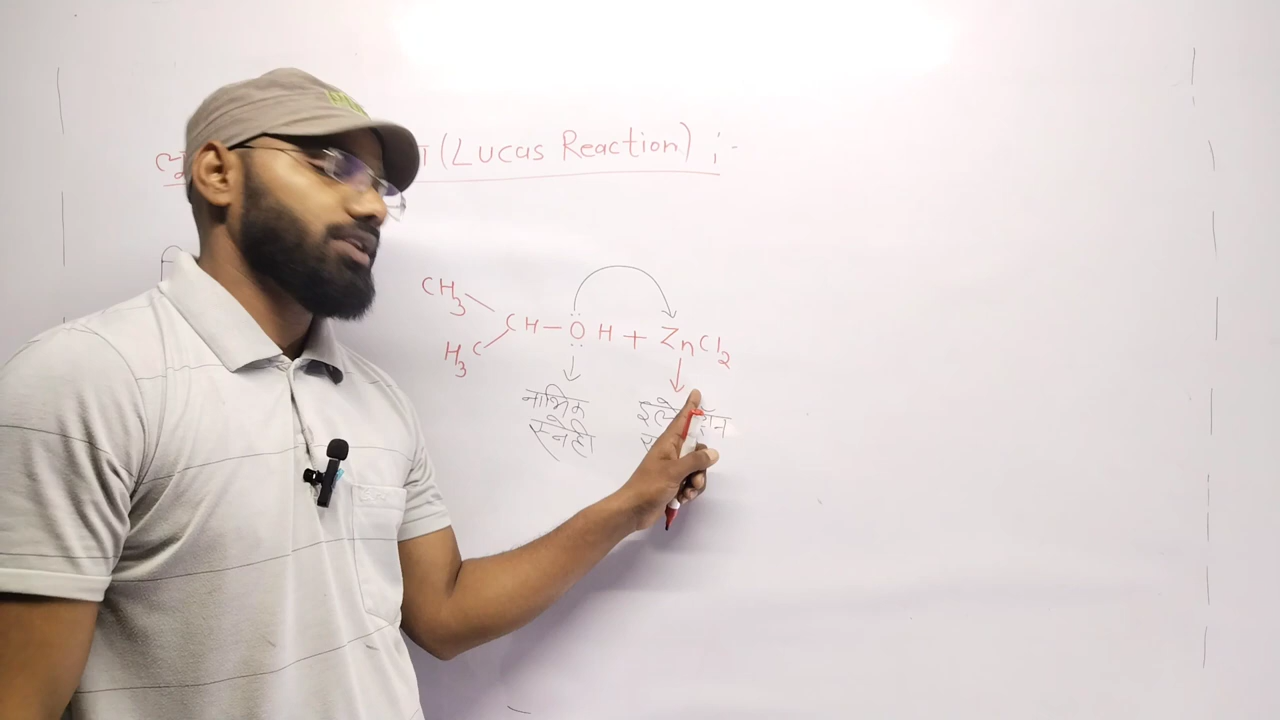 (Lucas Reaction) ;-
CH3
CH - Ö H + ZnCl2
H3C
नाभिक
स्नेही